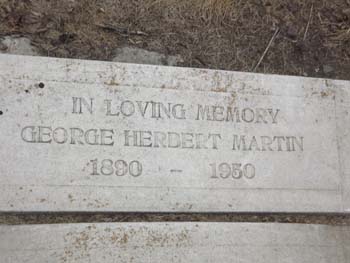 IN LOVING MEMORY
GEORGE HERBERT MARTIN
1890 - 1950